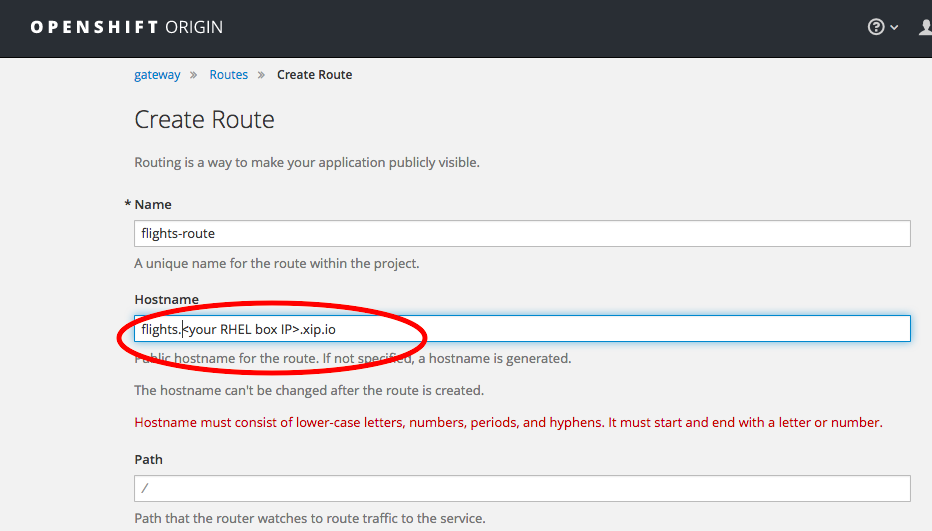 OPENSHIFT ORIGIN
gateway » Routes » Create Route
Create Route
Routing is a way to make your application publicly visible.
* Name
flights-route
A unique name for the route within the project.
Hostname
flights.<your RHEL box IP>.xip.io
Public hostname for the route. If not specified, a hostname is generated.
The hostname can't be changed after the route is created.
Hostname must consist of lower-case letters, numbers, periods, and hyphens. It must start and end with a letter or number.
Path
/
Path that the router watches to route traffic to the service.